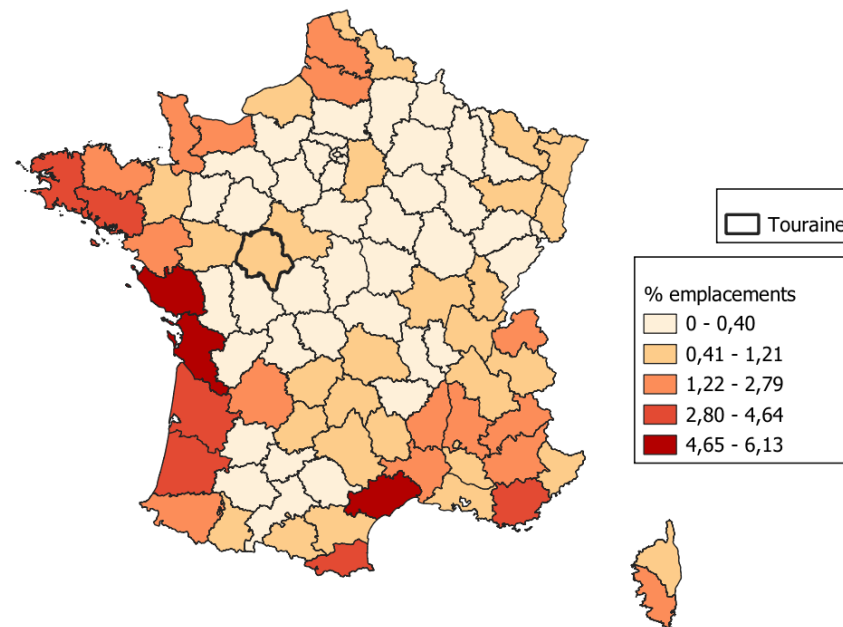 Touraine
% emplacements
0 - 0,40
0,41 - 1,21
1,22 - 2,79
2,80 - 4,64
4,65 - 6,13